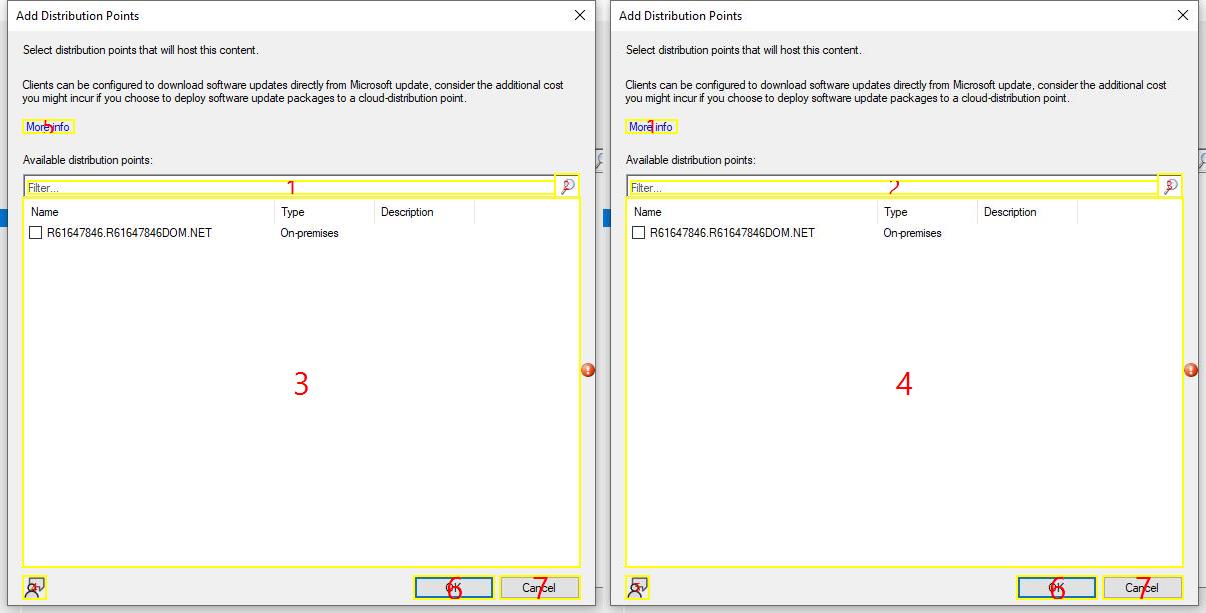 Add Distribution Points
Select distribution points that will host this content.
Clients can be configured to download software updates directly from Microsoft update, consider the additional cost
you might incur if you choose to deploy software update packages to a cloud-distribution point.
More info
5
Available distribution points:
Filter...
1
2
Name Type Description
R61647846.R61647846DOM.NET On-premises
3
4
OK
6
Cancel
7
Add Distribution Points
Select distribution points that will host this content.
Clients can be configured to download software updates directly from Microsoft update, consider the additional cost
you might incur if you choose to deploy software update packages to a cloud-distribution point.
More info
1
Available distribution points:
Filter...
2
3
Name Type Description
R61647846.R61647846DOM.NET On-premises
4
5
OK
6
Cancel
7